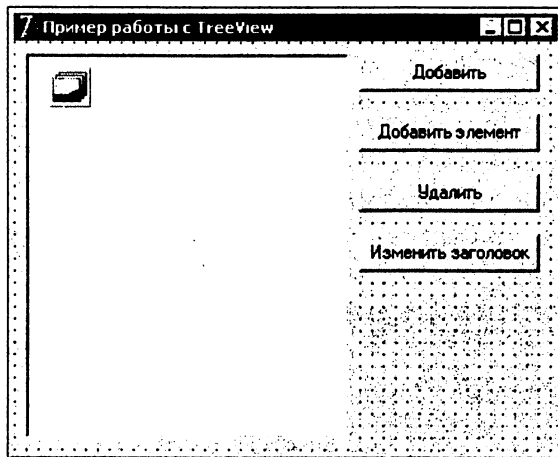 Пример работы с TreeView
Добавить
Добавить элемент
Удалить
Изменить заголовок